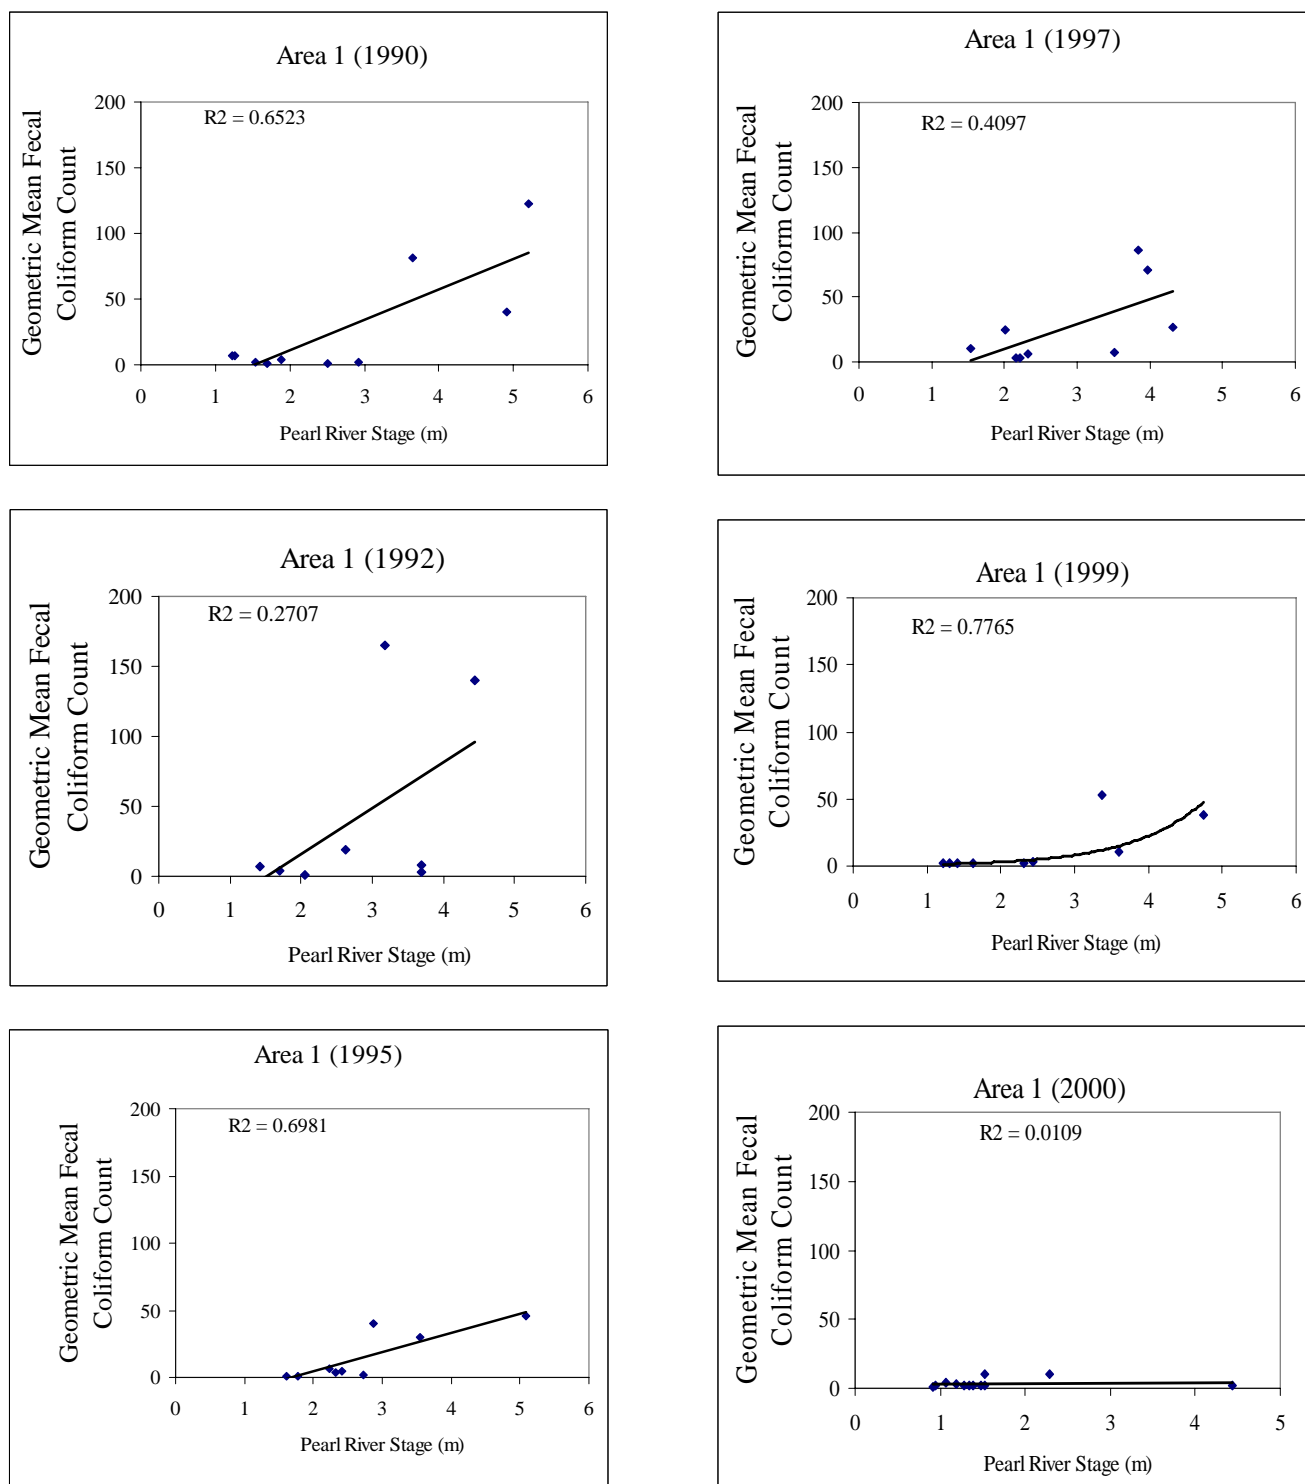 Area 1 (1990)
Geometric Mean Fecal
Coliform Count
R2 = 0.6523
200
150
100
50
0
0 1 2 3 4 5 6
Pearl River Stage (m)
Area 1 (1997)
Geometric Mean Fecal
Coliform Count
R2 = 0.4097
200
150
100
50
0
0 1 2 3 4 5 6
Pearl River Stage (m)
Area 1 (1992)
Geometric Mean Fecal
Coliform Count
R2 = 0.2707
200
150
100
50
0
0 1 2 3 4 5 6
Pearl River Stage (m)
Area 1 (1999)
Geometric Mean Fecal
Coliform Count
R2 = 0.7765
200
150
100
50
0
0 1 2 3 4 5 6
Pearl River Stage (m)
Area 1 (1995)
Geometric Mean Fecal
Coliform Count
R2 = 0.6981
200
150
100
50
0
0 1 2 3 4 5 6
Pearl River Stage (m)
Area 1 (2000)
Geometric Mean Fecal
Coliform Count
R2 = 0.0109
200
150
100
50
0
0 1 2 3 4 5
Pearl River Stage (m)